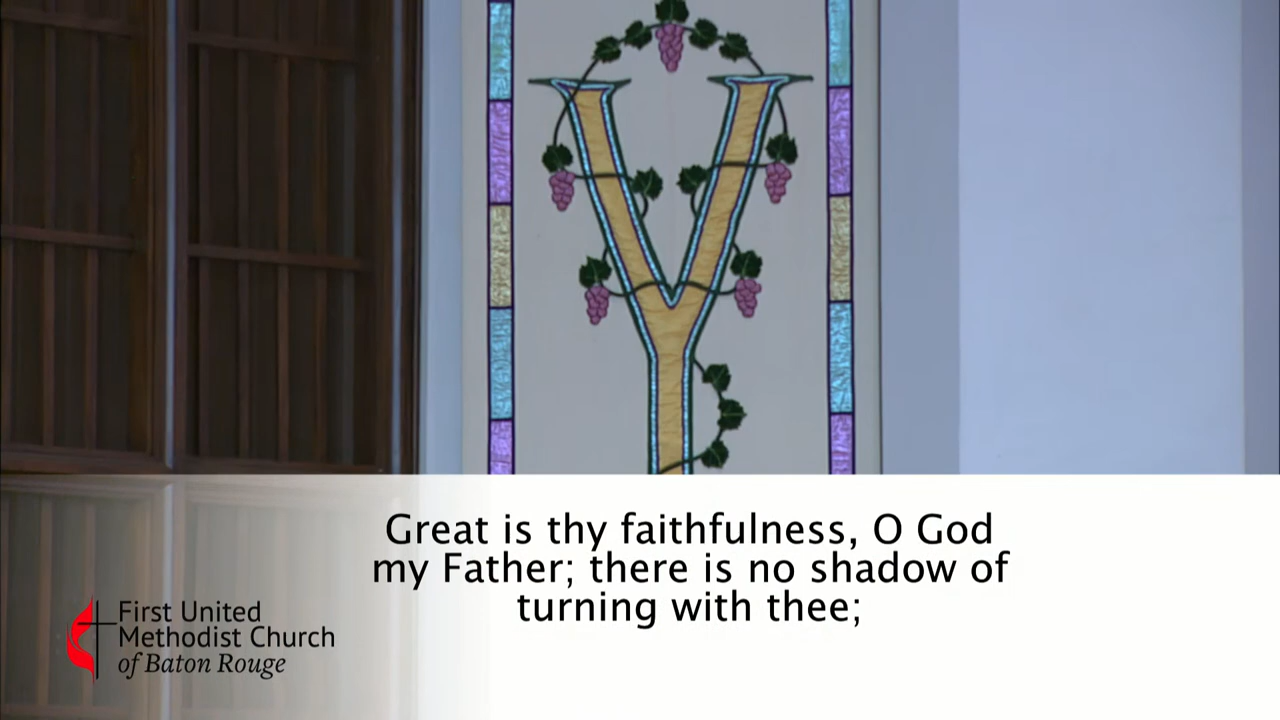 Great is thy faithfulness, O God
my Father; there is no shadow of
turning with thee;
First United
Methodist Church
of Baton Rouge